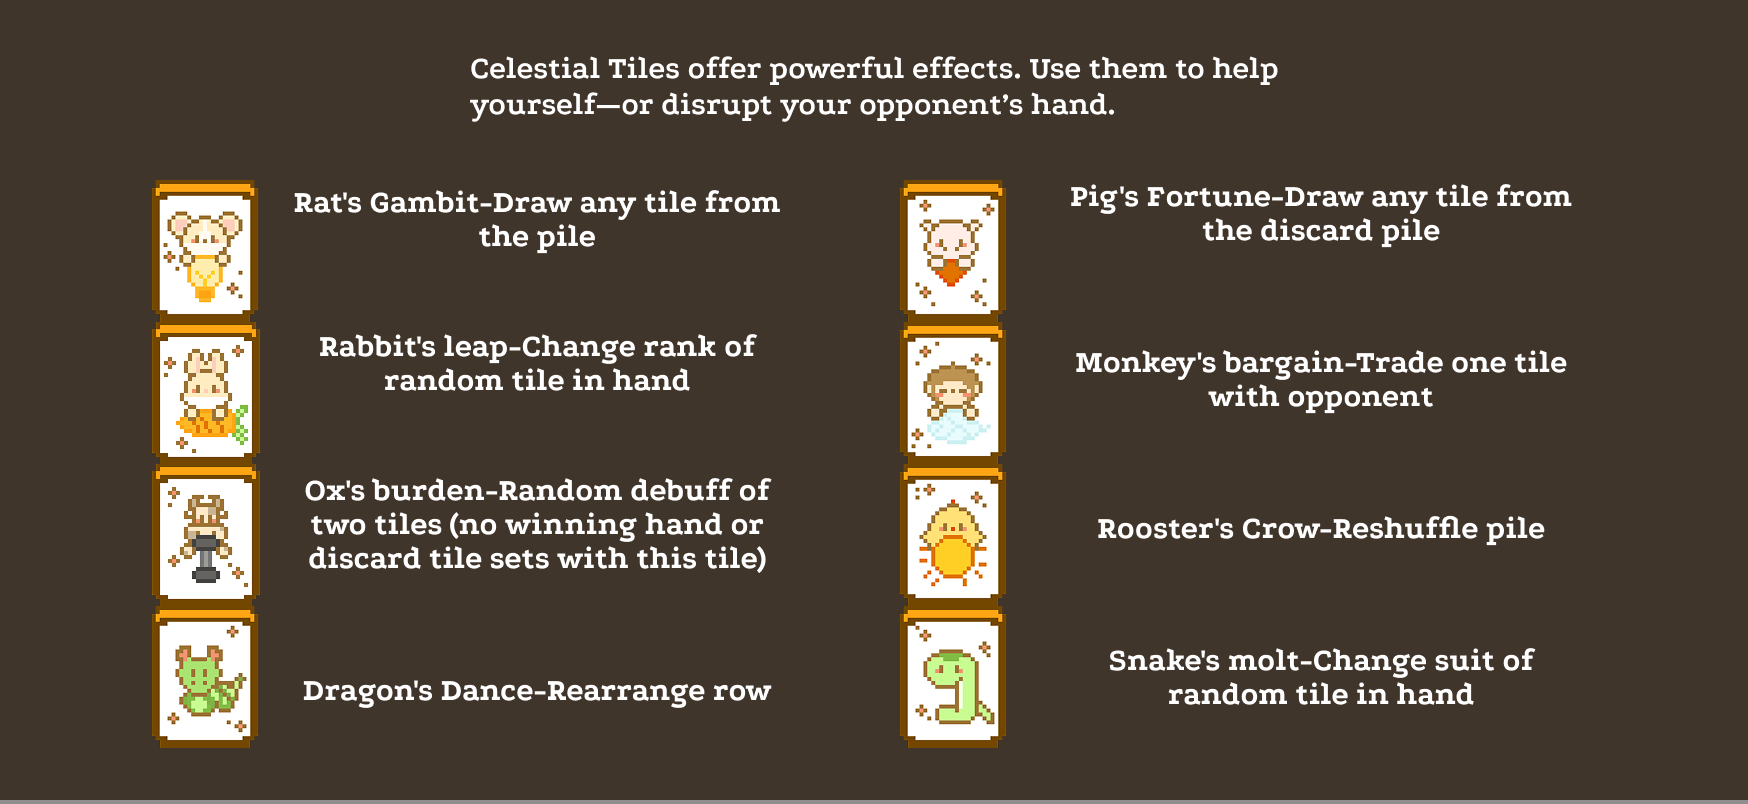 Celestial Tiles offer powerful effects. Use them to help
yourself—or disrupt your opponent’s hand.
Rat's Gambit-Draw any tile from
the pile
Rabbit's leap-Change rank of
random tile in hand
Ox's burden-Random debuff of
two tiles (no winning hand or
discard tile sets with this tile)
Dragon's Dance-Rearrange row
Pig's Fortune-Draw any tile from
the discard pile
Monkey's bargain-Trade one tile
with opponent
Rooster's Crow-Reshuffle pile
Snake's molt-Change suit of
random tile in hand